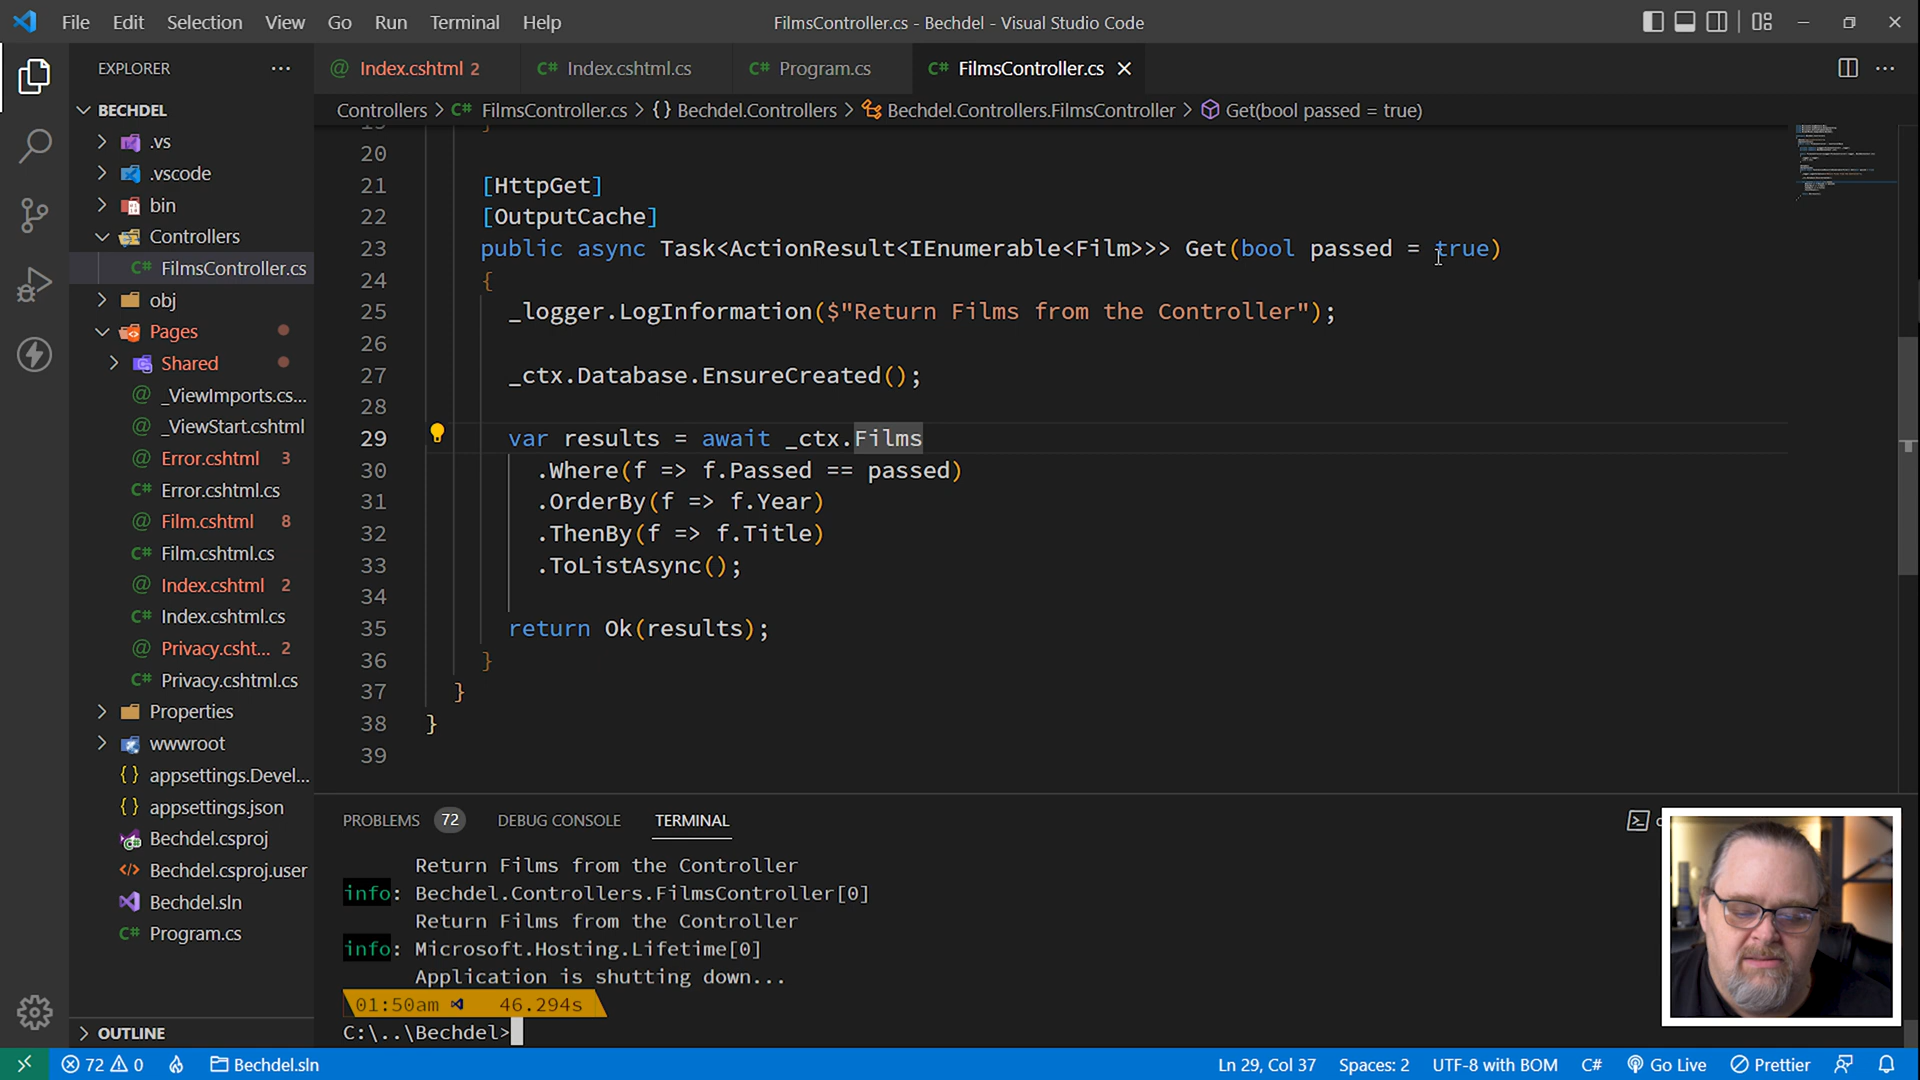 File Edit Selection View Go Run Terminal Help
FilmsController.cs - Bechdel - Visual Studio Code
EXPLORER
BECHDEL
.vs
.vscode
bin
Controllers
FilmsController.cs
obj
Pages
Shared
_ViewImports.cs...
_ViewStart.cshtml
Error.cshtml 3
Error.cshtml.cs
Film.cshtml 8
Film.cshtml.cs
Index.cshtml 2
Index.cshtml.cs
Privacy.csht... 2
Privacy.cshtml.cs
Properties
wwwroot
appsettings.Devel...
appsettings.json
Bechdel.csproj
Bechdel.csproj.user
Bechdel.sln
Program.cs
OUTLINE
Index.cshtml 2
Index.cshtml.cs
Program.cs
FilmsController.cs
Controllers > FilmsController.cs > {} Bechdel.Controllers > Bechdel.Controllers.FilmsController > Get(bool passed = true)
19 }
20
21 [HttpGet]
22 [OutputCache]
23 public async Task<ActionResult<IEnumerable<Film>>> Get(bool passed = true)
24 {
25 _logger.LogInformation($"Return Films from the Controller");
26
27 _ctx.Database.EnsureCreated();
28
29 var results = await _ctx.Films
30 .Where(f => f.Passed == passed)
31 .OrderBy(f => f.Year)
32 .ThenBy(f => f.Title)
33 .ToListAsync();
34
35 return Ok(results);
36 }
37 }
38 }
39
PROBLEMS 72 DEBUG CONSOLE TERMINAL
Return Films from the Controller
info: Bechdel.Controllers.FilmsController[0]
Return Films from the Controller
info: Microsoft.Hosting.Lifetime[0]
Application is shutting down...
01:50am 46.294s
C:\..\Bechdel>
72 0 Bechdel.sln
Ln 29, Col 37 Spaces: 2 UTF-8 with BOM C# Go Live Prettier